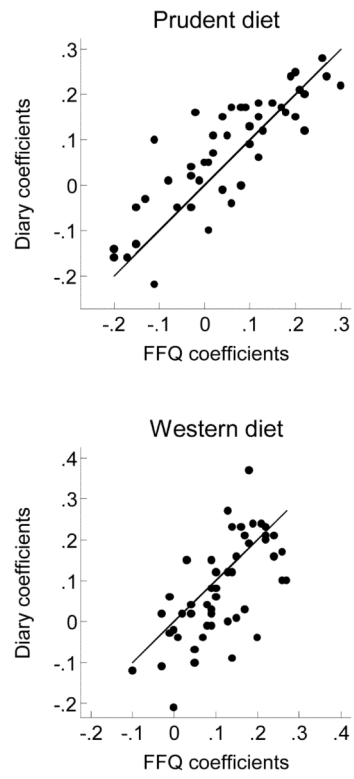 Prudent diet
.3
.2
.1
0
-.1
-.2
Diary coefficients
-.2 -.1 0 .1 0.2 .3
FFQ coefficients
Western diet
.4
.3
.2
.1
0
-.1
-.2
Diary coefficients
-.2 -.1 0 .1 .2 .3 .4
FFQ coefficients